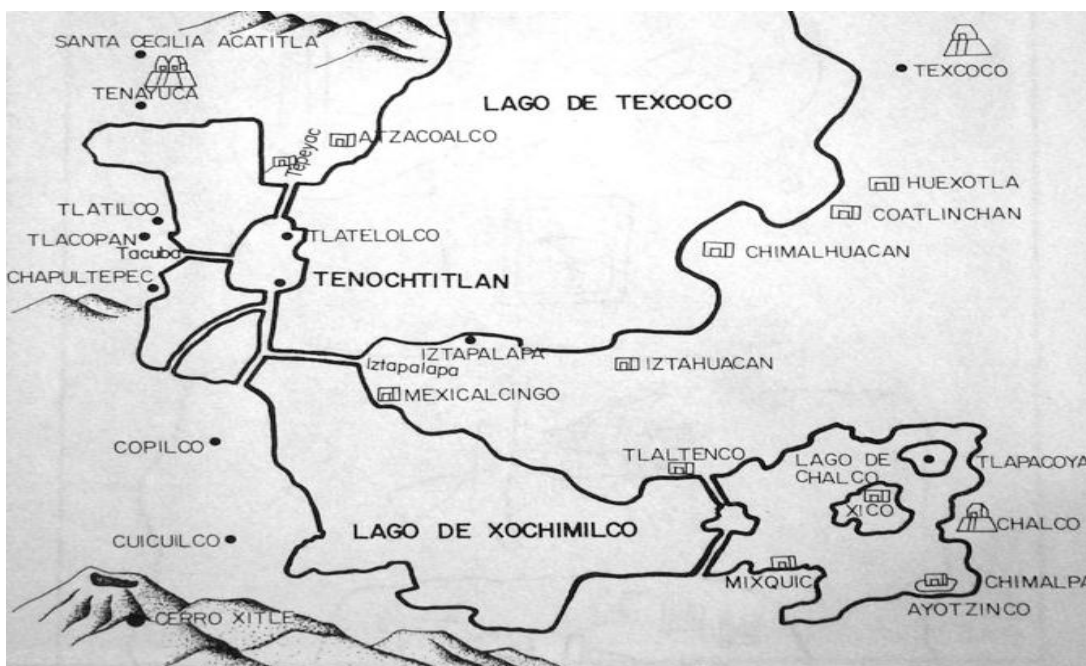 SANTA CECILIA ACATITLA
TENAYUCA
LAGO DE TEXCOCO
TEXCOCO
Tepeyac
ATZACOALCO
HUEXOTLA
COATLINCHAN
CHIMALHUACAN
TLATILCO
TLACOPAN
Tacuba
CHAPULTEPEC
TLATELOLCO
TENOCHTITLAN
IZTAPALAPA
Iztapalapa
IZTAHUACAN
MEXICALCINGO
COPILCO
TLALTENCO
LAGO DE
CHALCO
TLAPACOYA
XICO
LAGO DE XOCHIMILCO
CHALCO
CUICUILCO
MIXQUIC
CHIMALPA
AYOTZINCO
CERRO XITLE